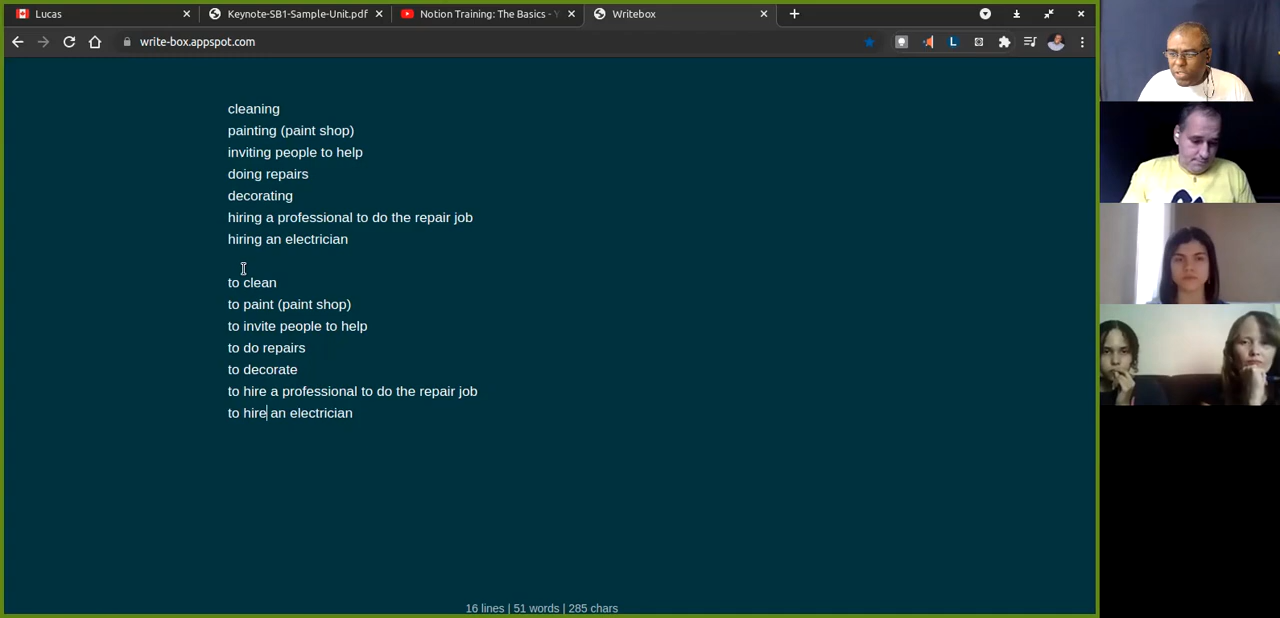 Lucas
Keynote-SB1-Sample-Unit.pdf
Notion Training: The Basics - Y
Writebox
write-box.appspot.com
L
cleaning
painting (paint shop)
inviting people to help
doing repairs
decorating
hiring a professional to do the repair job
hiring an electrician
to clean
to paint (paint shop)
to invite people to help
to do repairs
to decorate
to hire a professional to do the repair job
to hire an electrician
16 lines | 51 words | 285 chars